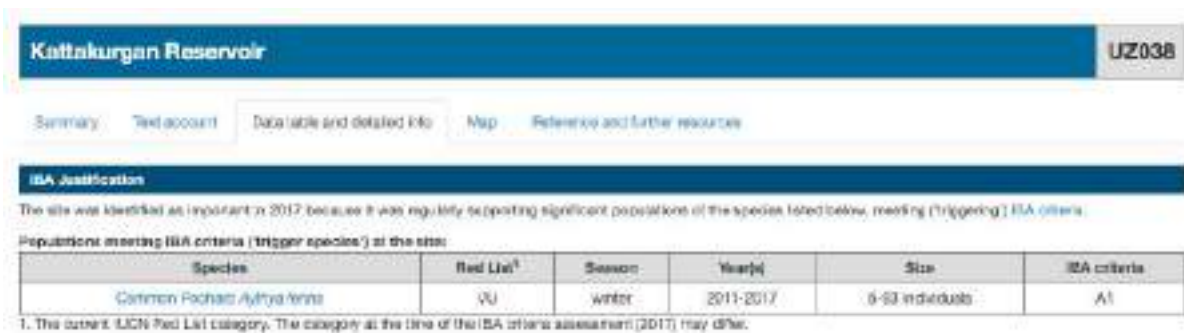 Kattakurgan Reservoir UZ038
Summary Text account Data table and detailed info Map Reference and further resources
IBA Justification
The site was identified as important in 2017 because it was regularly supporting significant populations of the species listed below, meeting ('triggering') IBA criteria.
Populations meeting IBA criteria ('trigger species') at the site:
Species Red List¹ Season Year(s) Size IBA criteria
Common Pochard Aythya ferina VU winter 2011-2017 individuals A1
1. The current IUCN Red List category. The category at the time of the IBA criteria assessment (2017) may differ.